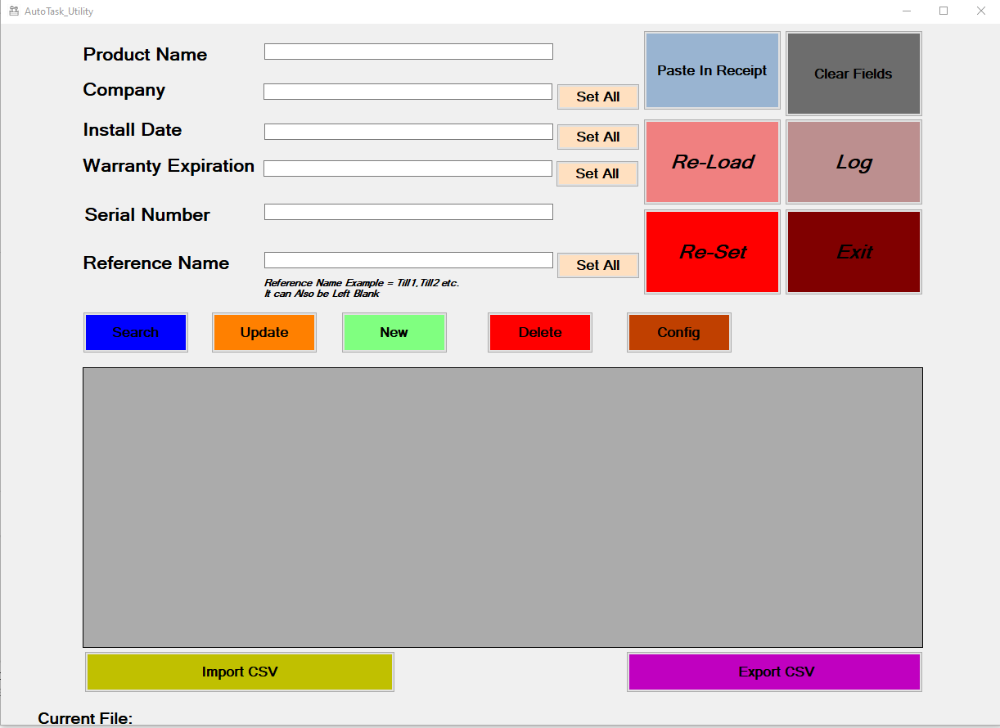 AutoTask_Utility
Product Name
Paste In Receipt
Clear Fields
Company
Set All
Install Date
Set All
Re-Load
Log
Warranty Expiration
Set All
Serial Number
Re-Set
Exit
Reference Name
Set All
Reference Name Example = Till1,Till2 etc.
It can Also be Left Blank
Search
Update
New
Delete
Config
Import CSV
Export CSV
Current File: